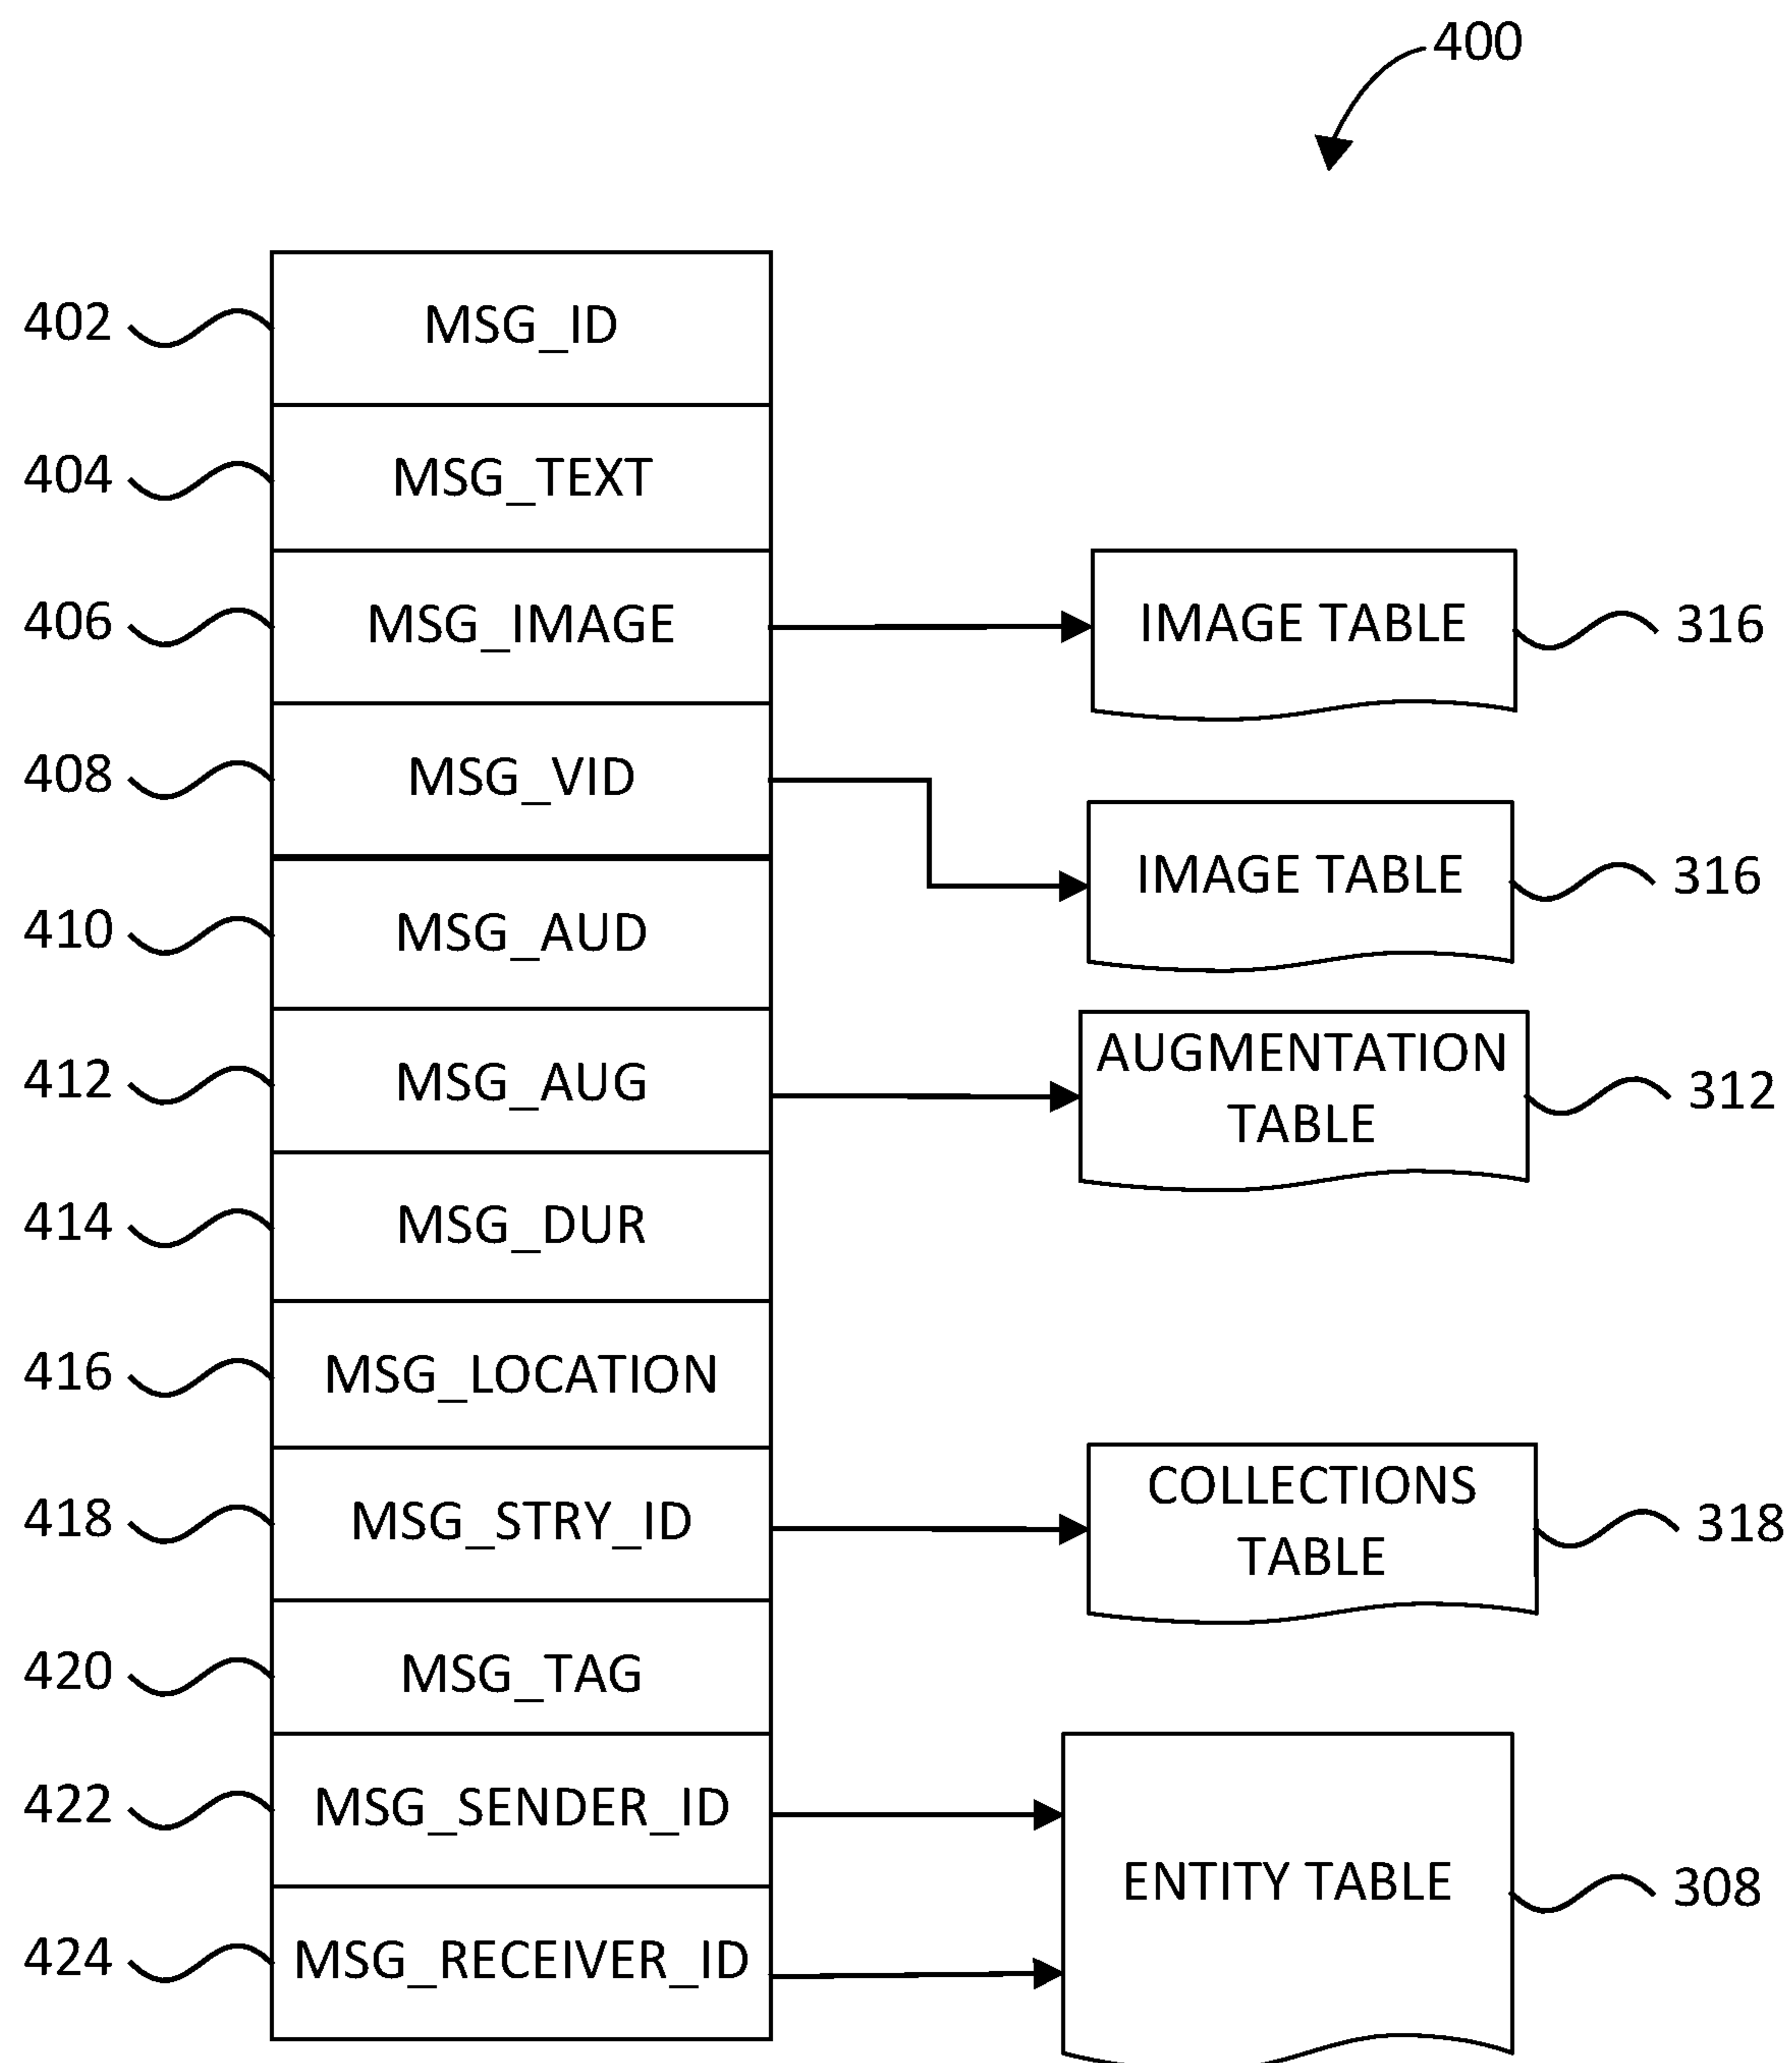 400
402 MSG_ID
404 MSG_TEXT
406 MSG_IMAGE IMAGE TABLE 316
408 MSG_VID
IMAGE TABLE 316
410 MSG_AUD
412 MSG_AUG AUGMENTATION TABLE 312
414 MSG_DUR
416 MSG_LOCATION
418 MSG_STRY_ID COLLECTIONS TABLE 318
420 MSG_TAG
422 MSG_SENDER_ID
ENTITY TABLE 308
424 MSG_RECEIVER_ID